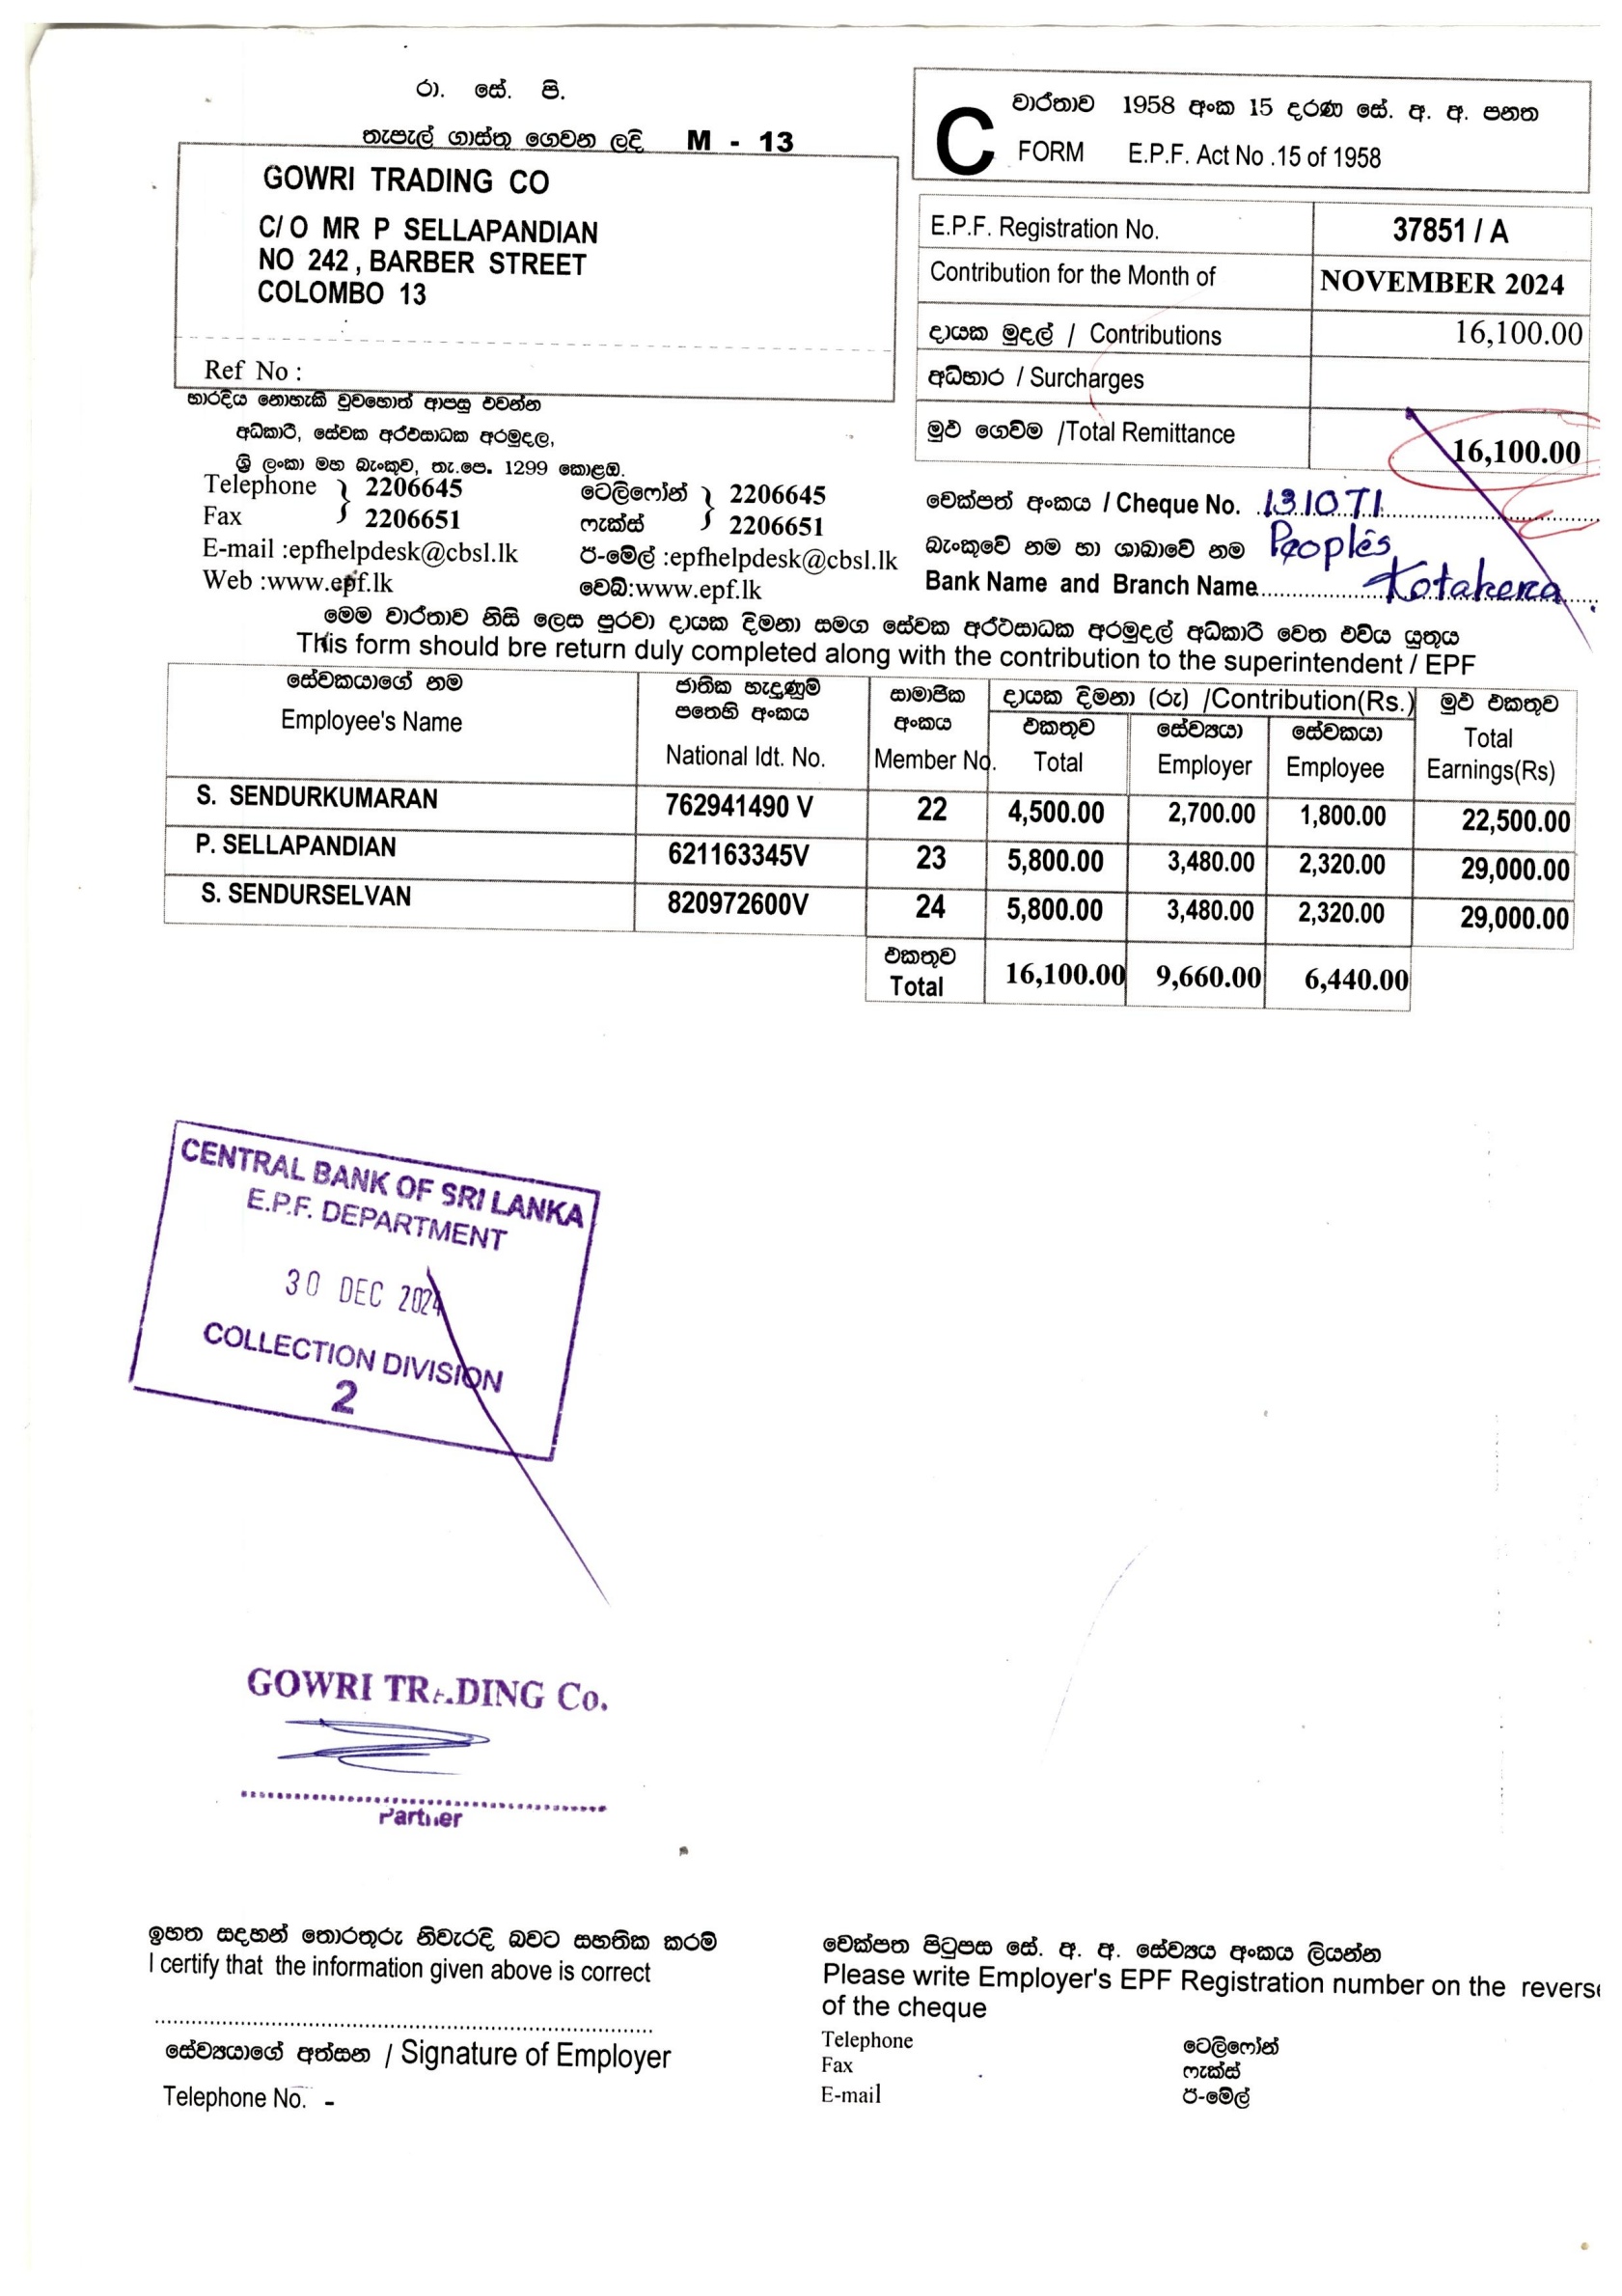 රා. සේ. පි.
තැපැල් ගාස්තු ගෙවන ලදි M - 13
GOWRI TRADING CO
C/ O MR P SELLAPANDIAN
NO 242 , BARBER STREET
COLOMBO 13
Ref No :
භාරදිය නොහැකි වුවහොත් ආපසු එවන්න
අධිකාරී, සේවක අර්ථසාධක අරමුදල,
ශ්‍රී ලංකා මහ බැංකුව, තැ.පෙ. 1299 කොළඹ.
Telephone } 2206645 ටෙලිෆෝන් } 2206645
Fax 2206651 ෆැක්ස් 2206651
E-mail :epfhelpdesk@cbsl.lk ඊ-මේල් :epfhelpdesk@cbsl.lk
Web :www.epf.lk වෙබ්:www.epf.lk
C වාර්තාව 1958 අංක 15 දරණ සේ. අ. අ. පනත
FORM E.P.F. Act No .15 of 1958
E.P.F. Registration No. 37851 / A
Contribution for the Month of NOVEMBER 2024
දායක මුදල් / Contributions 16,100.00
අධිභාර / Surcharges
මුළු ගෙවීම /Total Remittance 16,100.00
චෙක්පත් අංකය / Cheque No. 131071
බැංකුවේ නම හා ශාඛාවේ නම People's
Bank Name and Branch Name Kotahena
මෙම වාර්තාව නිසි ලෙස පුරවා දායක දීමනා සමග සේවක අර්ථසාධක අරමුදල් අධිකාරී වෙත එවිය යුතුය
This form should bre return duly completed along with the contribution to the superintendent / EPF
සේවකයාගේ නම ජාතික හැඳුණුම් පතෙහි අංකය සාමාජික අංකය දායක දීමනා (රු) /Contribution(Rs.) මුළු එකතුව
එකතුව සේව්‍යයා සේවකයා
Employee's Name National Idt. No. Member No. Total Employer Employee Total Earnings(Rs)
S. SENDURKUMARAN 762941490 V 22 4,500.00 2,700.00 1,800.00 22,500.00
P. SELLAPANDIAN 621163345V 23 5,800.00 3,480.00 2,320.00 29,000.00
S. SENDURSELVAN 820972600V 24 5,800.00 3,480.00 2,320.00 29,000.00
එකතුව
Total 16,100.00 9,660.00 6,440.00
CENTRAL BANK OF SRI LANKA
E.P.F. DEPARTMENT
30 DEC 2024
COLLECTION DIVISION
2
GOWRI TRADING Co.
Partner
ඉහත සදහන් තොරතුරු නිවැරදි බවට සහතික කරමි
I certify that the information given above is correct
සේව්‍යයාගේ අත්සන / Signature of Employer
Telephone No. -
චෙක්පත පිටුපස සේ. අ. අ. සේව්‍යය අංකය ලියන්න
Please write Employer's EPF Registration number on the reverse
of the cheque
Telephone ටෙලිෆෝන්
Fax ෆැක්ස්
E-mail ඊ-මේල්